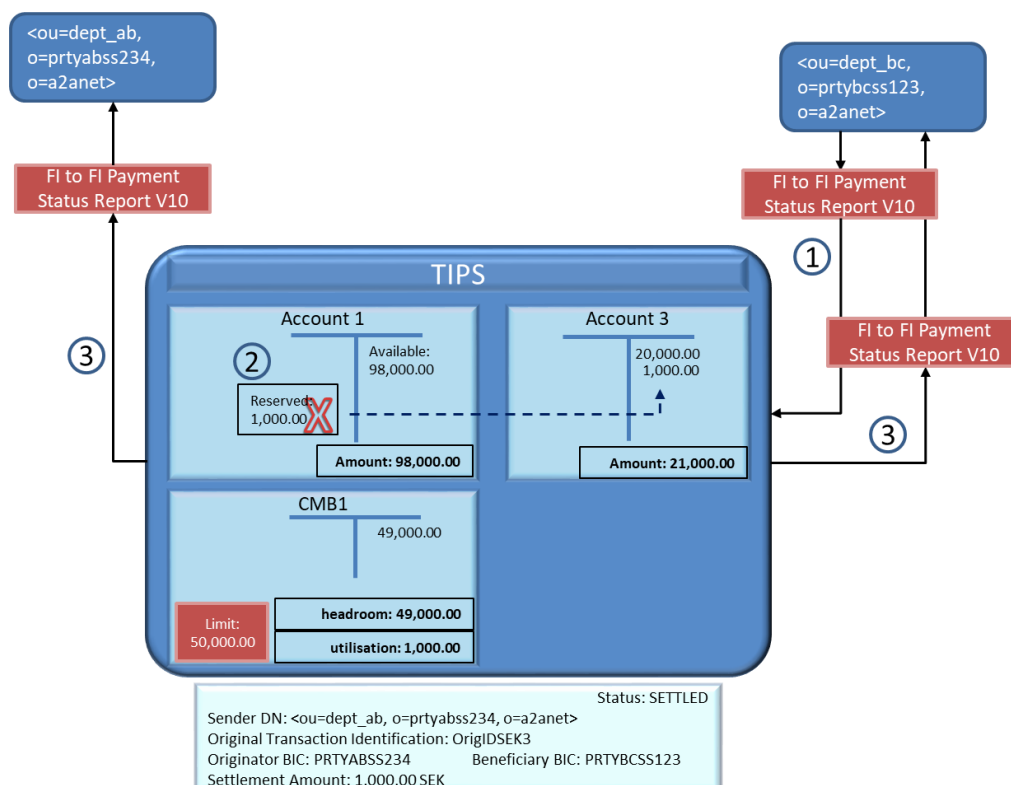 <ou=dept_ab,
o=prtyabss234,
o=a2anet>
<ou=dept_bc,
o=prtybcss123,
o=a2anet>
FI to FI Payment
Status Report V10
FI to FI Payment
Status Report V10
1
TIPS
Account 1
Account 3
FI to FI Payment
Status Report V10
3
2
Available:
98,000.00
20,000.00
1,000.00
Reserved:
1,000.00
X
3
Amount: 98,000.00
Amount: 21,000.00
CMB1
49,000.00
Limit:
50,000.00
headroom: 49,000.00
utilisation: 1,000.00
Status: SETTLED
Sender DN: <ou=dept_ab, o=prtyabss234, o=a2anet>
Original Transaction Identification: OrigIDSEK3
Originator BIC: PRTYABSS234 Beneficiary BIC: PRTYBCSS123
Settlement Amount: 1,000.00 SEK